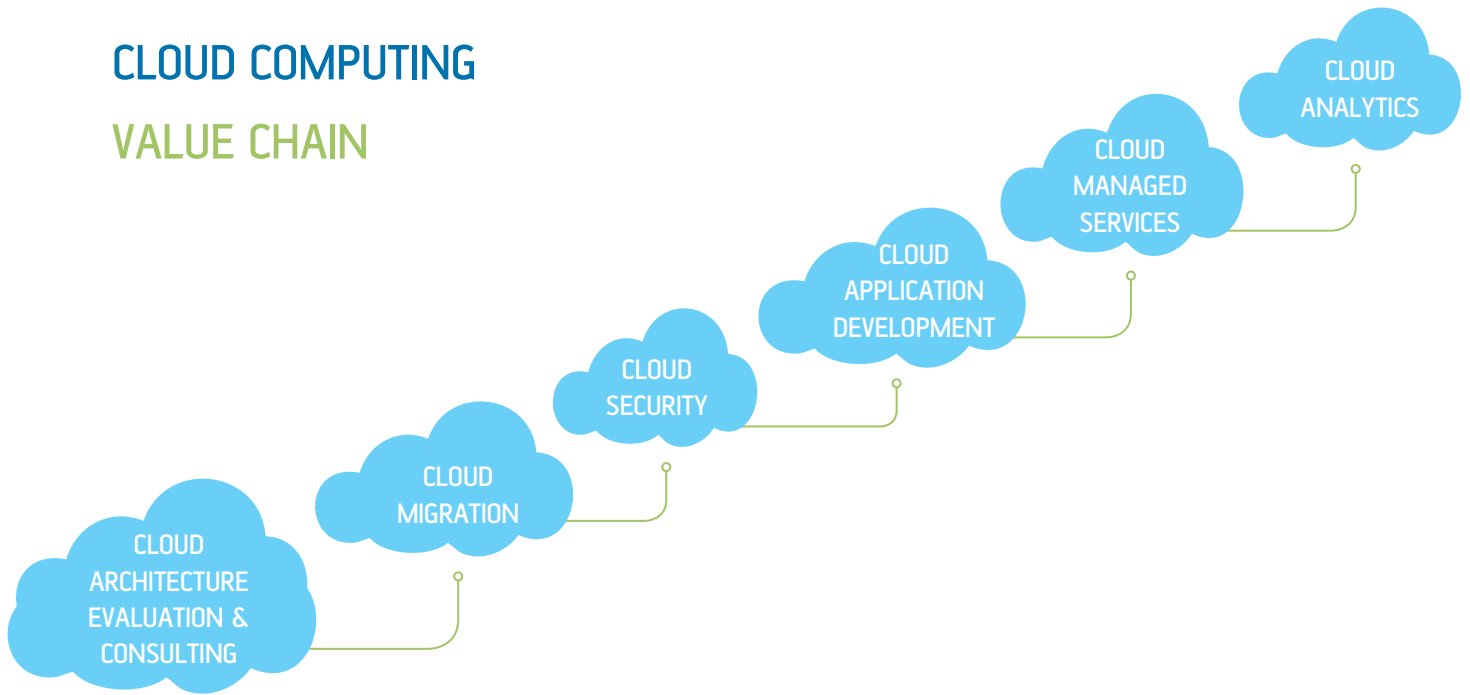 CLOUD COMPUTING
VALUE CHAIN
CLOUD
ANALYTICS
CLOUD
MANAGED
SERVICES
CLOUD
APPLICATION
DEVELOPMENT
CLOUD
SECURITY
CLOUD
MIGRATION
CLOUD
ARCHITECTURE
EVALUATION &
CONSULTING